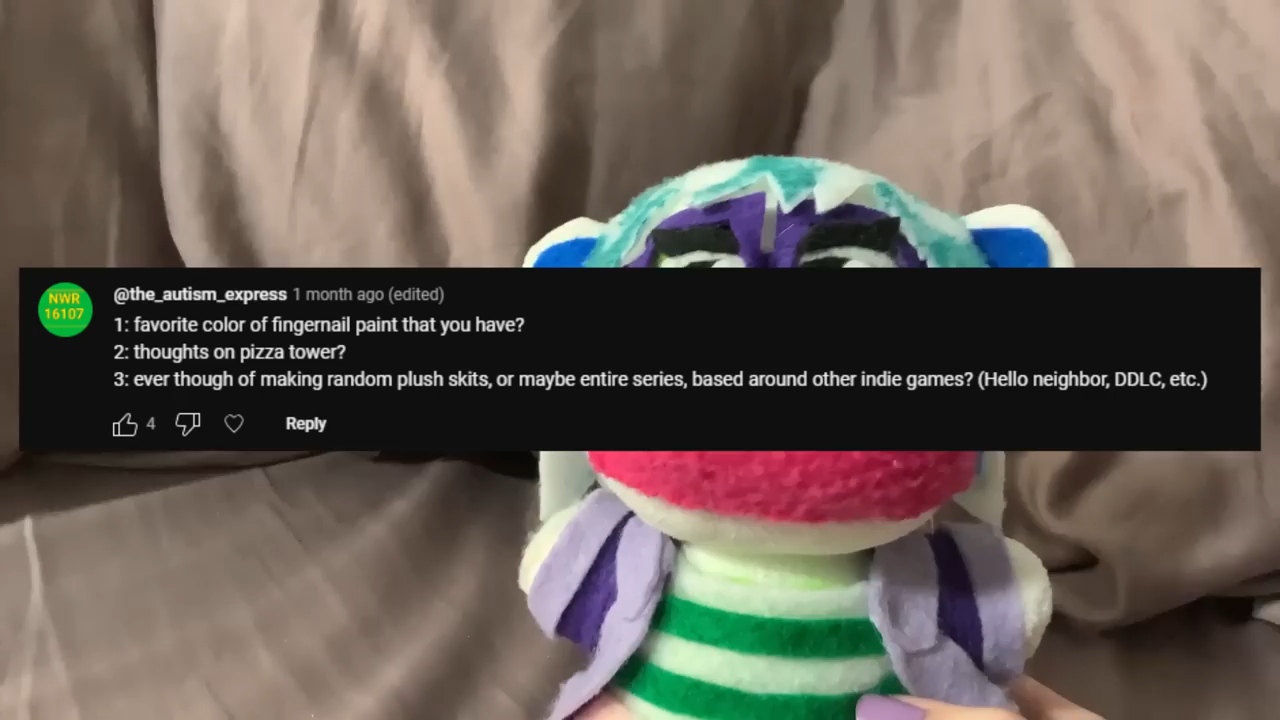 NWR
16107
@the_autism_express 1 month ago (edited)
1: favorite color of fingernail paint that you have?
2: thoughts on pizza tower?
3: ever though of making random plush skits, or maybe entire series, based around other indie games? (Hello neighbor, DDLC, etc.)
4
Reply